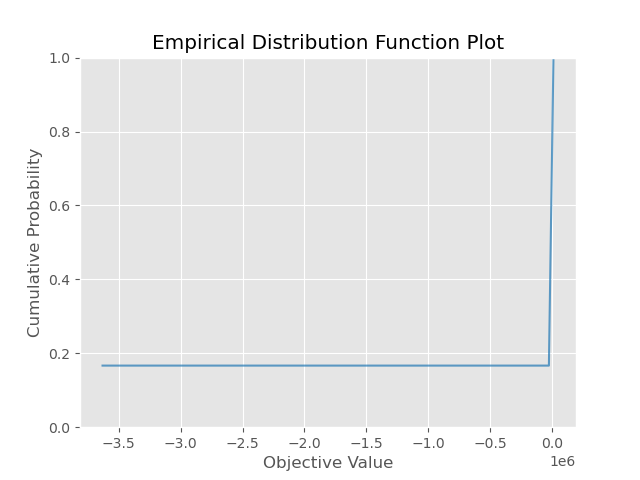 Empirical Distribution Function Plot
1.0
0.8
0.6
0.4
0.2
0.0
Cumulative Probability
−3.5 −3.0 −2.5 −2.0 −1.5 −1.0 −0.5 0.0
1e6
Objective Value